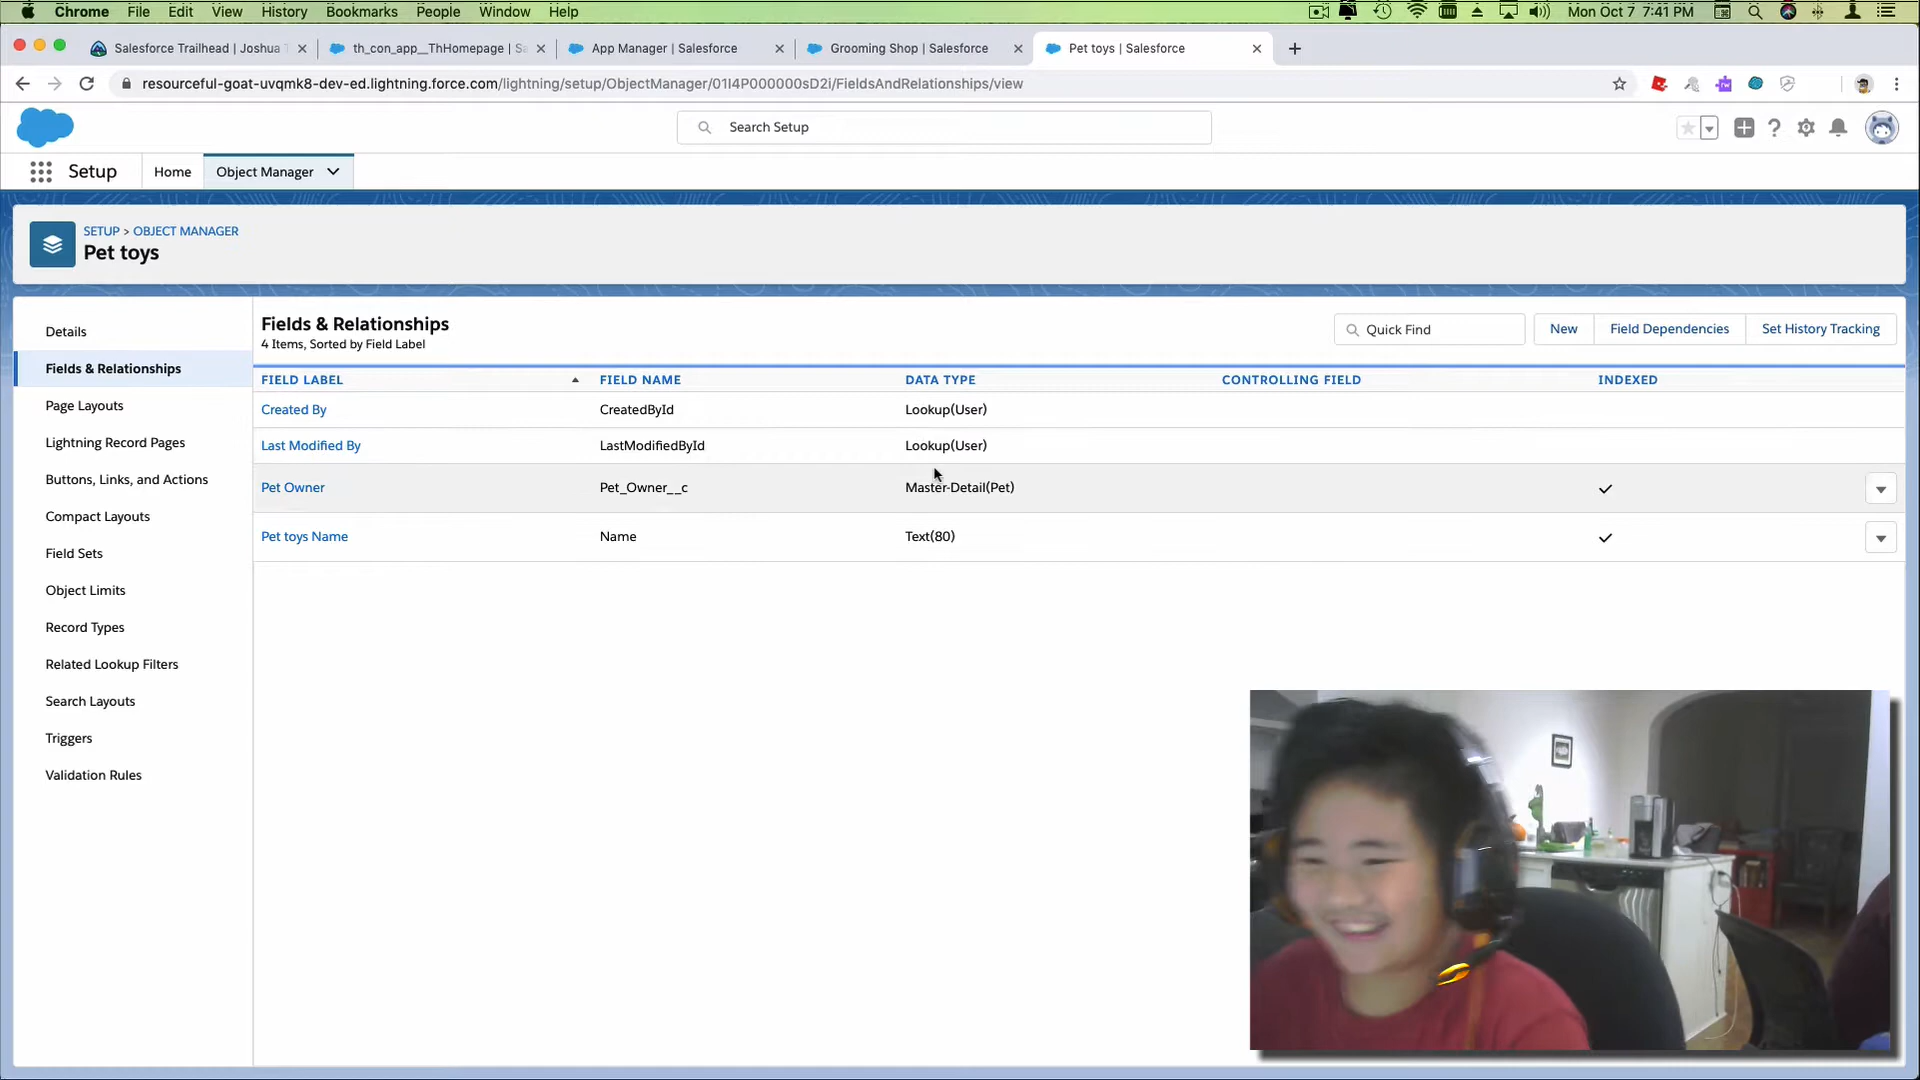 Chrome File Edit View History Bookmarks People Window Help Mon Oct 7 7:41 PM
Salesforce Trailhead | Joshua th_con_app__ThHomepage | Sa App Manager | Salesforce Grooming Shop | Salesforce Pet toys | Salesforce
resourceful-goat-uvqmk8-dev-ed.lightning.force.com/lightning/setup/ObjectManager/01I4P000000sD2i/FieldsAndRelationships/view
Search Setup
Setup Home Object Manager
SETUP > OBJECT MANAGER
Pet toys
Details
Fields & Relationships
Page Layouts
Lightning Record Pages
Buttons, Links, and Actions
Compact Layouts
Field Sets
Object Limits
Record Types
Related Lookup Filters
Search Layouts
Triggers
Validation Rules
Fields & Relationships
4 Items, Sorted by Field Label
Quick Find New Field Dependencies Set History Tracking
FIELD LABEL FIELD NAME DATA TYPE CONTROLLING FIELD INDEXED
Created By CreatedById Lookup(User)
Last Modified By LastModifiedById Lookup(User)
Pet Owner Pet_Owner__c Master-Detail(Pet)
Pet toys Name Name Text(80)